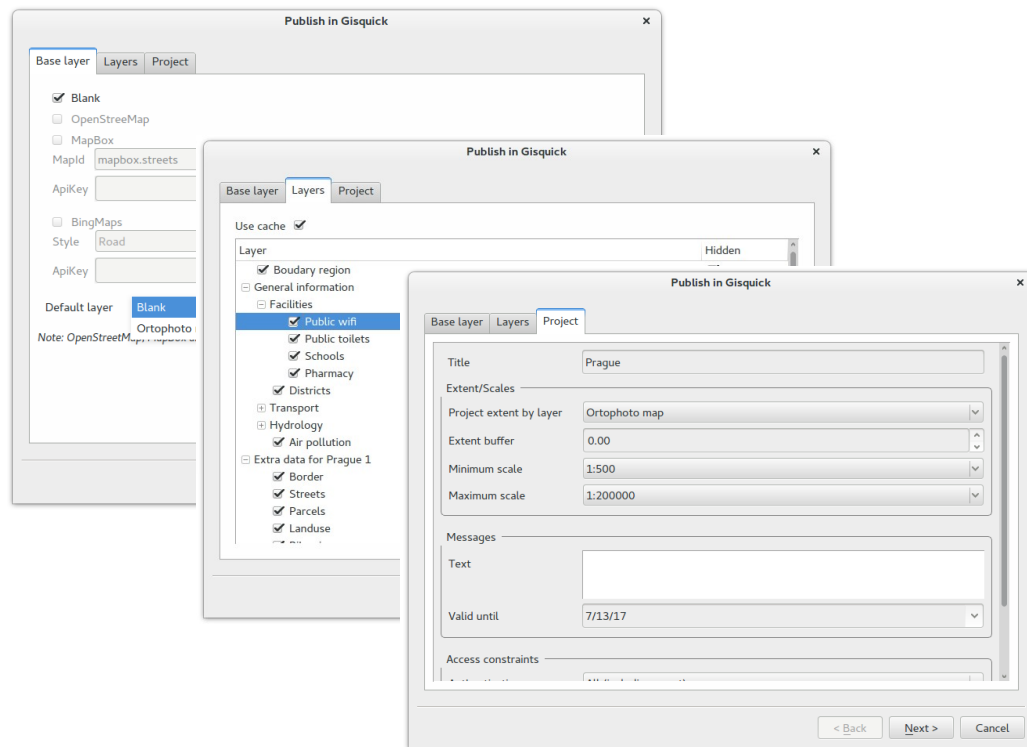 Publish in Gisquick
Base layer Layers Project
Blank
OpenStreeMap
MapBox
MapId mapbox.streets
ApiKey
BingMaps
Style Road
ApiKey
Default layer Blank
Ortophoto
Note: OpenStreetMap, MapBox
Publish in Gisquick
Base layer Layers Project
Use cache
Layer Hidden
Boudary region
General information
Facilities
Public wifi
Public toilets
Schools
Pharmacy
Districts
Transport
Hydrology
Air pollution
Extra data for Prague 1
Border
Streets
Parcels
Landuse
Publish in Gisquick
Base layer Layers Project
Title Prague
Extent/Scales
Project extent by layer Ortophoto map
Extent buffer 0.00
Minimum scale 1:500
Maximum scale 1:200000
Messages
Text
Valid until 7/13/17
Access constraints
< Back Next > Cancel